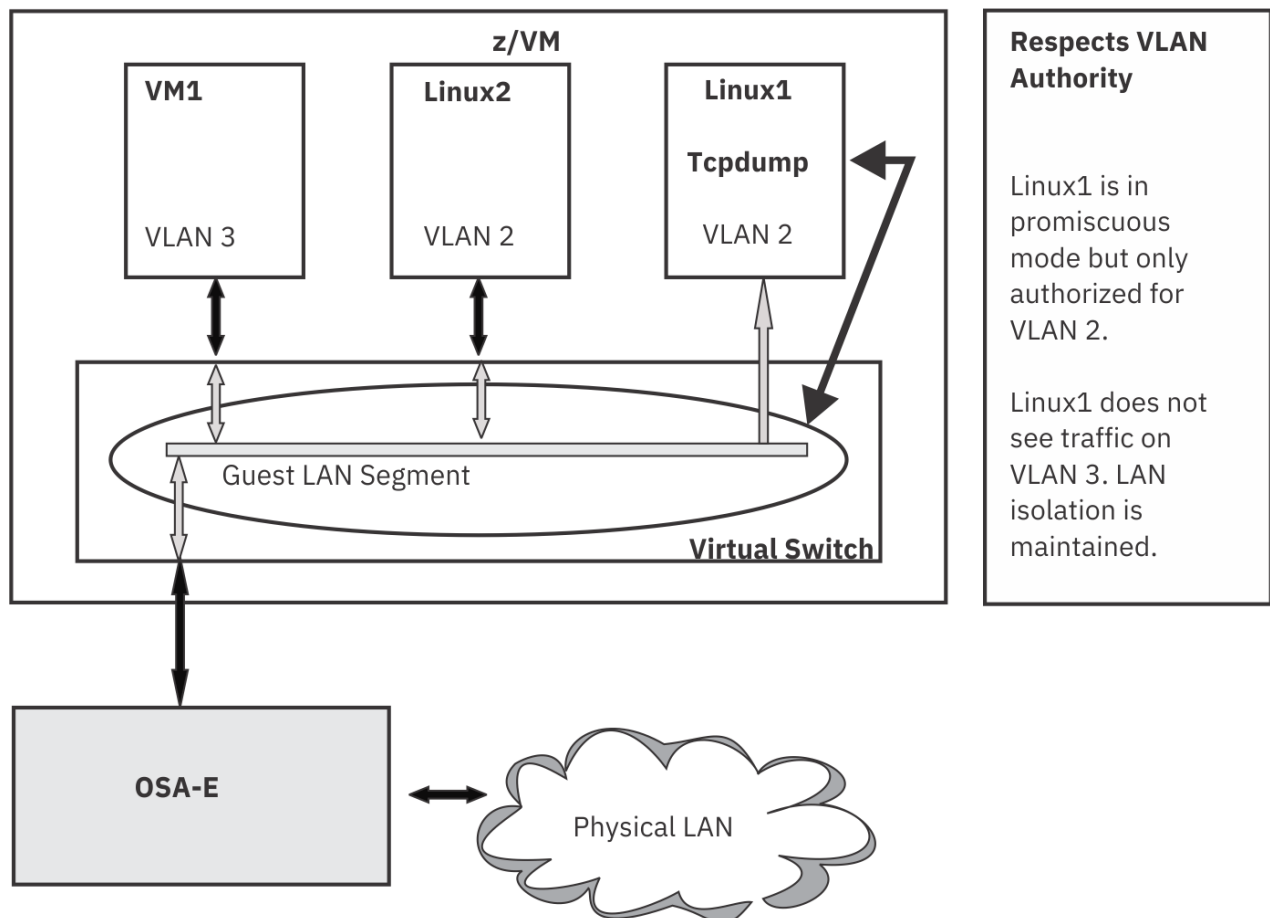 z/VM
VM1
VLAN 3
Linux2
VLAN 2
Linux1
Tcpdump
VLAN 2
Guest LAN Segment
Virtual Switch
OSA-E
Physical LAN
Respects VLAN
Authority
Linux1 is in
promiscuous
mode but only
authorized for
VLAN 2.
Linux1 does not
see traffic on
VLAN 3. LAN
isolation is
maintained.